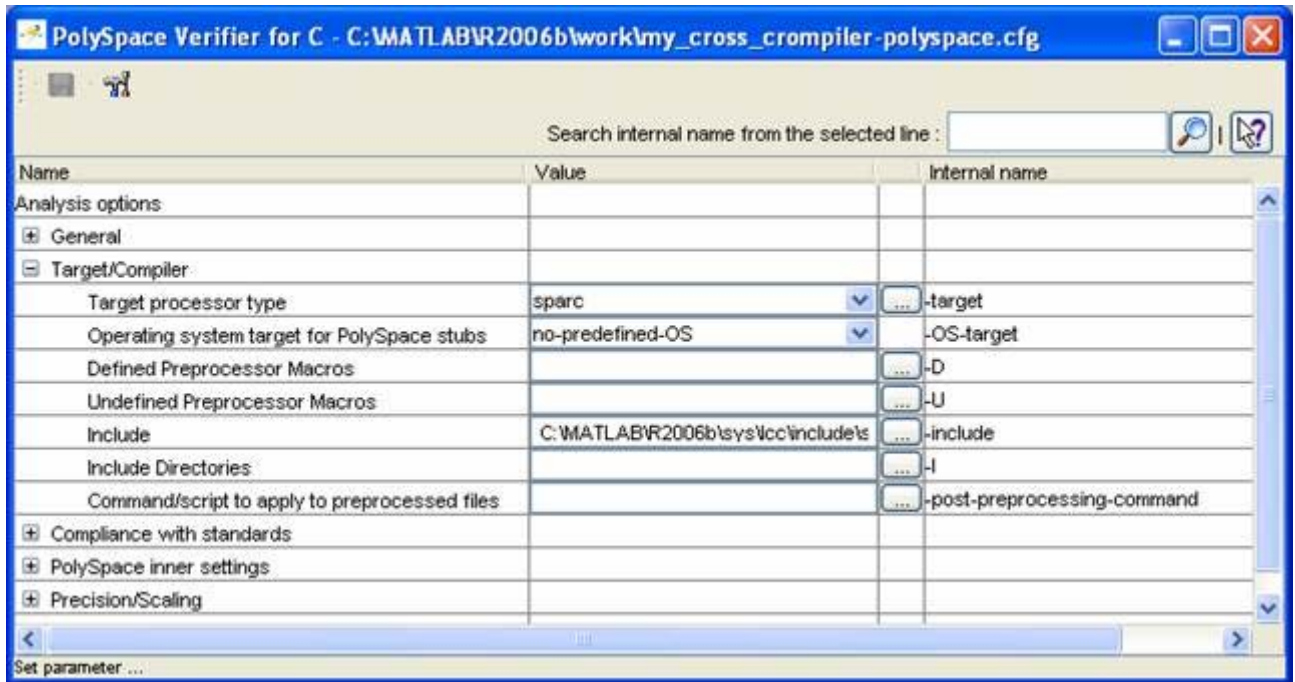 PolySpace Verifier for C - C:\MATLAB\R2006b\work\my_cross_crompiler-polyspace.cfg
Search internal name from the selected line :
Name Value Internal name
Analysis options
General
Target/Compiler
Target processor type sparc ... -target
Operating system target for PolySpace stubs no-predefined-OS -OS-target
Defined Preprocessor Macros ... -D
Undefined Preprocessor Macros ... -U
Include C:\MATLAB\R2006b\sys\lcc\include\s ... -include
Include Directories ... -I
Command/script to apply to preprocessed files ... -post-preprocessing-command
Compliance with standards
PolySpace inner settings
Precision/Scaling
Set parameter ...